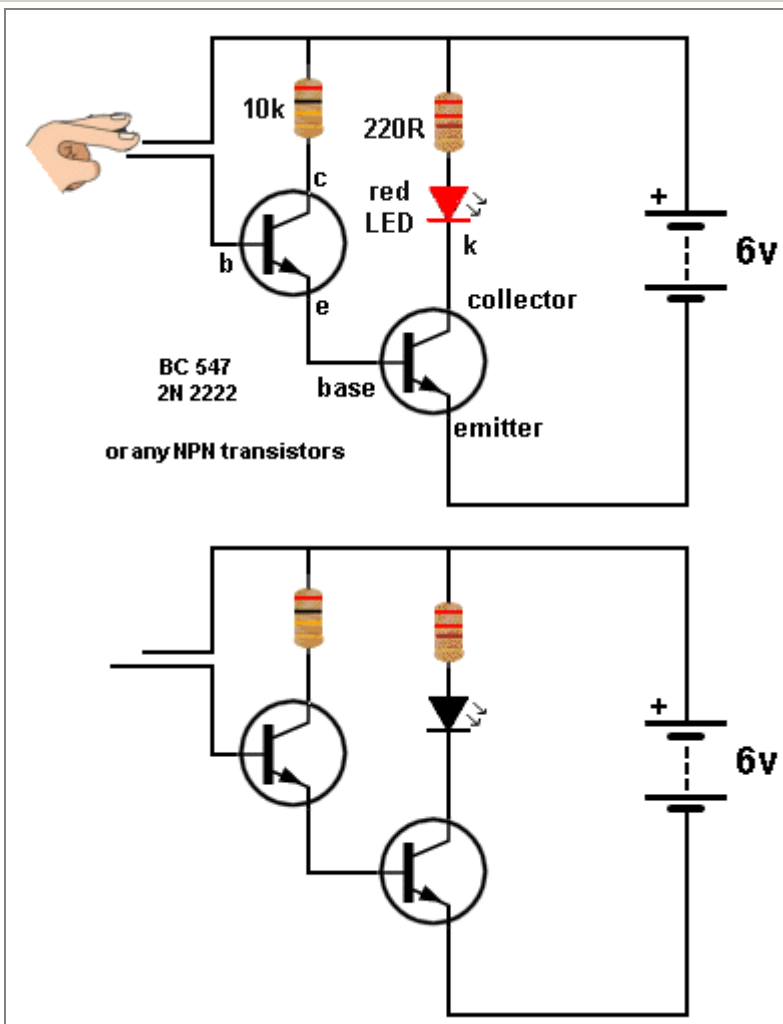 10k
220R
c
red
LED
k
+
6v
b
e
collector
BC 547
2N 2222
base
emitter
or any NPN transistors
+
6v